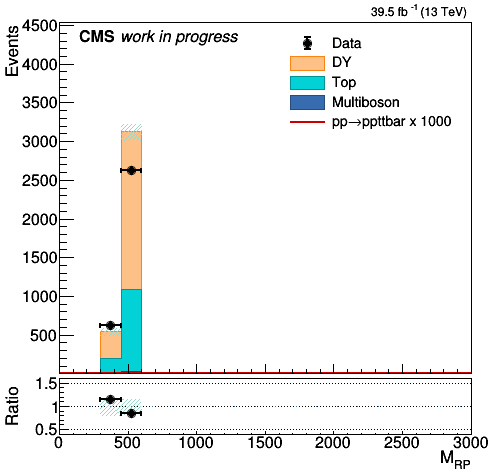 39.5 fb⁻¹ (13 TeV)
CMS work in progress
Events
4500
4000
3500
3000
2500
2000
1500
1000
500
Data
DY
Top
Multiboson
pp→ppttbar x 1000
Ratio
1.5
1
0.5
0 500 1000 1500 2000 2500 3000
M_RP